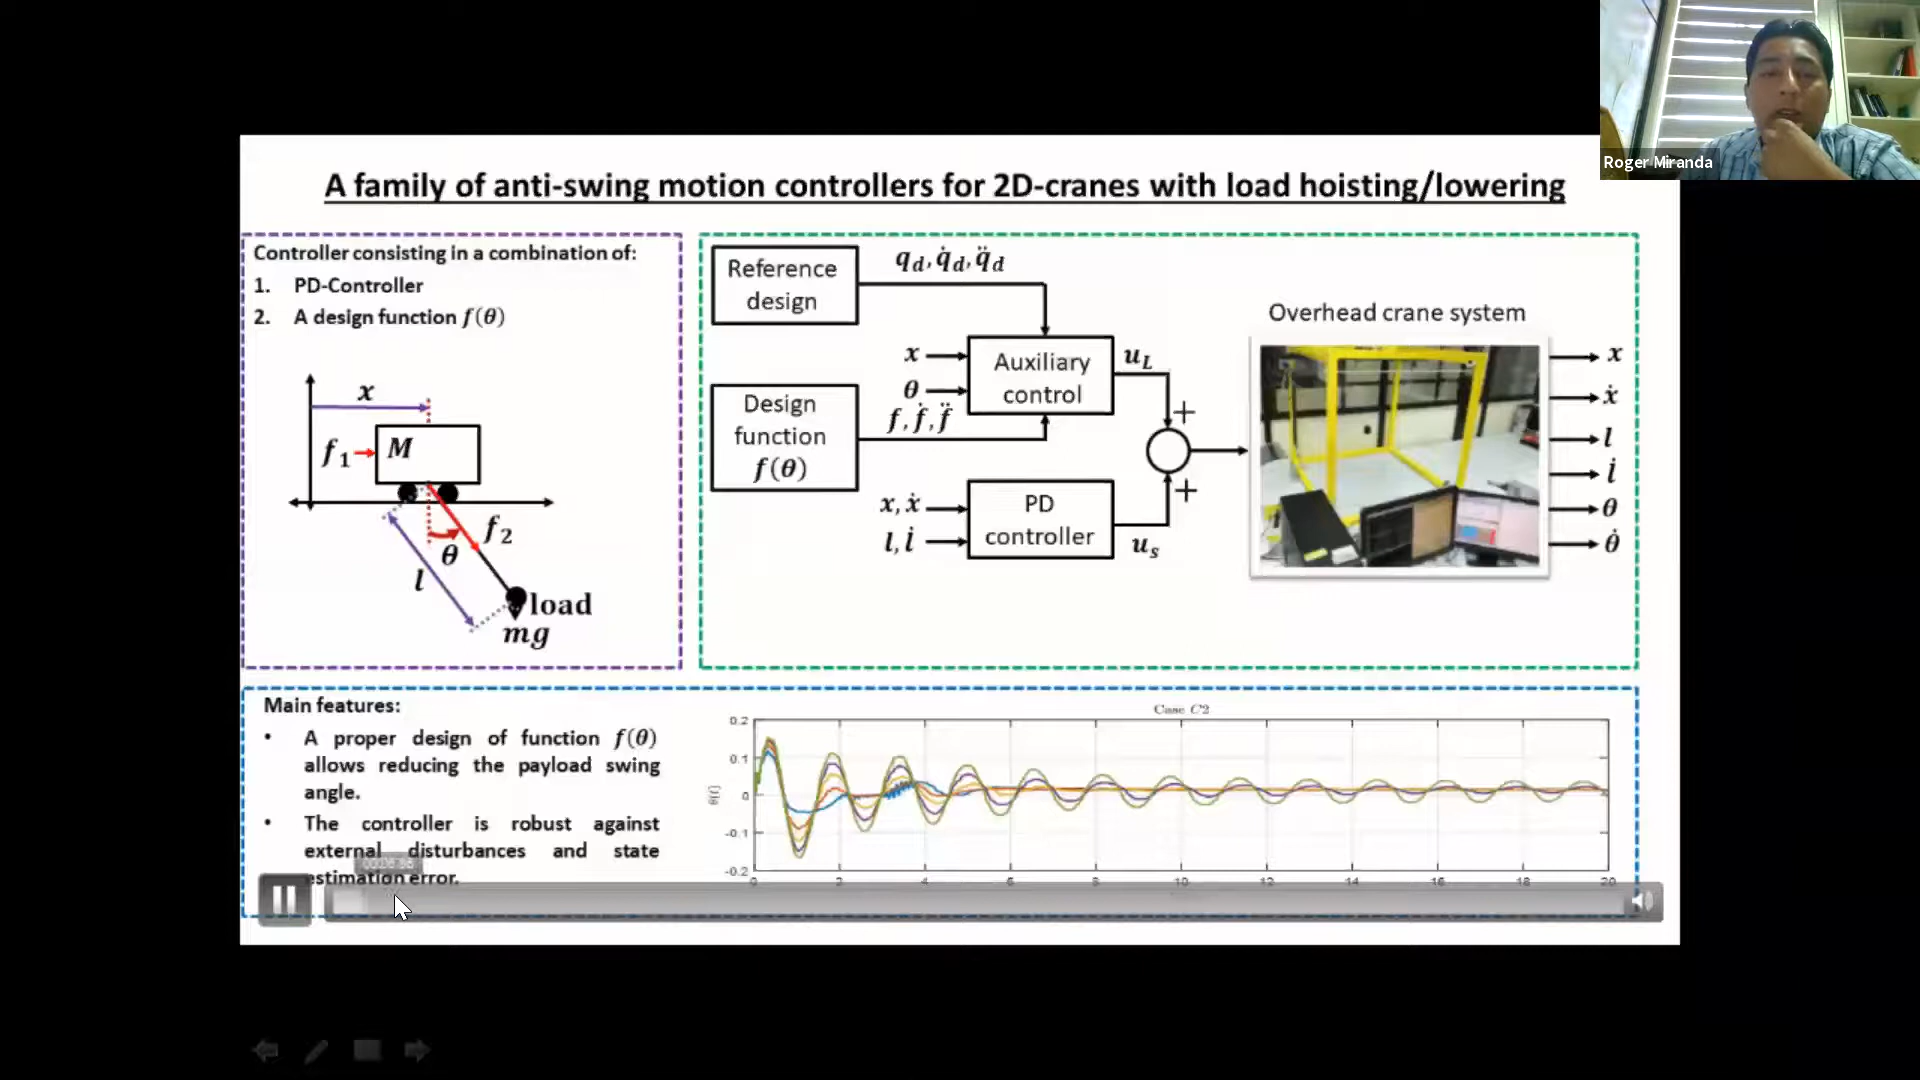 Roger Miranda
A family of anti-swing motion controllers for 2D-cranes with load hoisting/lowering
Controller consisting in a combination of:
1. PD-Controller
2. A design function f(θ)
x
f₁
M
f₂
θ
l
load
mg
Reference
design
q_d, q̇_d, q̈_d
Design
function
f(θ)
x
θ
f, ḟ, f̈
Auxiliary
control
u_L
+
+
x, ẋ
l, l̇
PD
controller
u_s
Overhead crane system
x
ẋ
l
l̇
θ
θ̇
Main features:
• A proper design of function f(θ)
allows reducing the payload swing
angle.
• The controller is robust against
external disturbances and state
estimation error.
Case C2
0.2
0.1
0
-0.1
-0.2
θ(t)
0 2 4 6 8 10 12 14 16 18 20